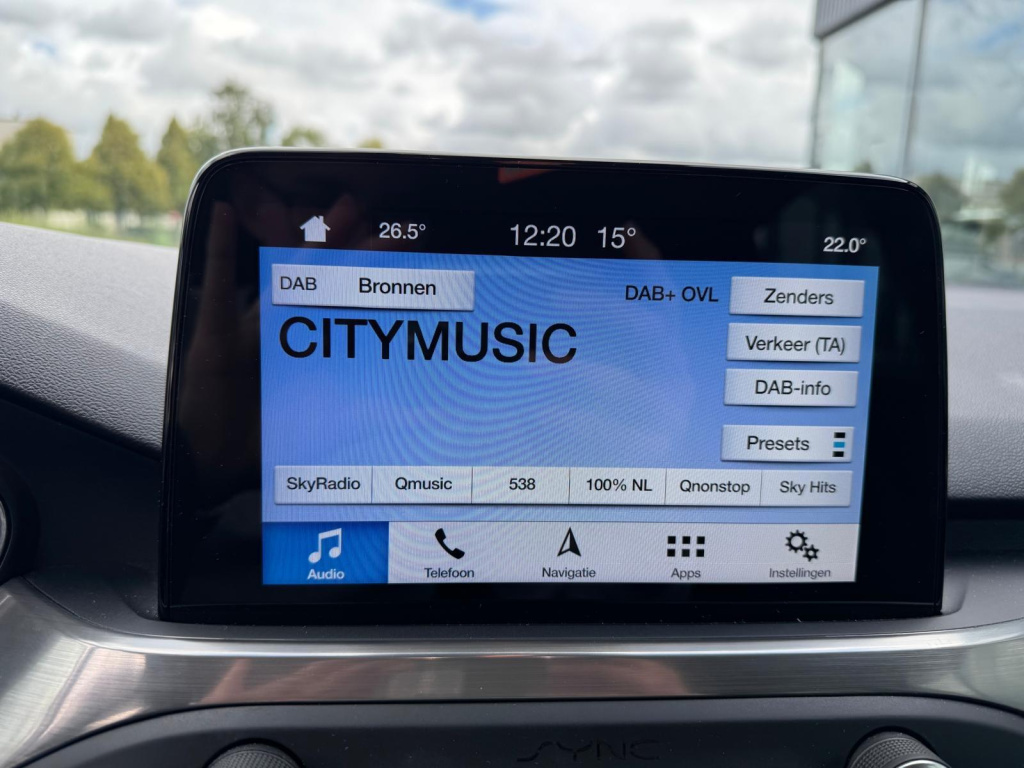 26.5° 12:20 15° 22.0°
DAB Bronnen DAB+ OVL Zenders
CITYMUSIC
Verkeer (TA)
DAB-info
Presets
SkyRadio Qmusic 538 100% NL Qnonstop Sky Hits
Audio Telefoon Navigatie Apps Instellingen
SYNC